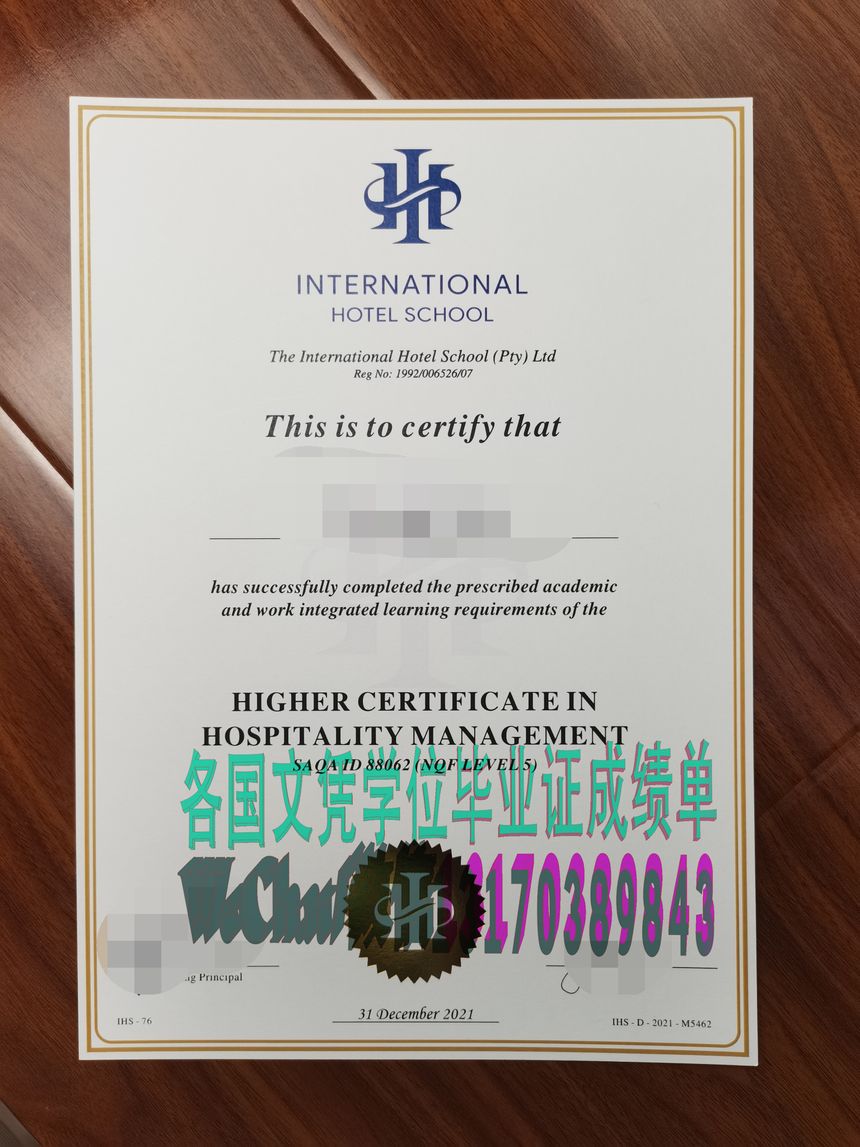 INTERNATIONAL
HOTEL SCHOOL
The International Hotel School (Pty) Ltd
Reg No: 1992/006526/07
This is to certify that
has successfully completed the prescribed academic
and work integrated learning requirements of the
HIGHER CERTIFICATE IN
HOSPITALITY MANAGEMENT
SAQA ID 88062 (NQF LEVEL 5)
各国文凭学位毕业证成绩单
WeChat 170389843
Principal
31 December 2021
IHS - 76
IHS - D - 2021 - M5462